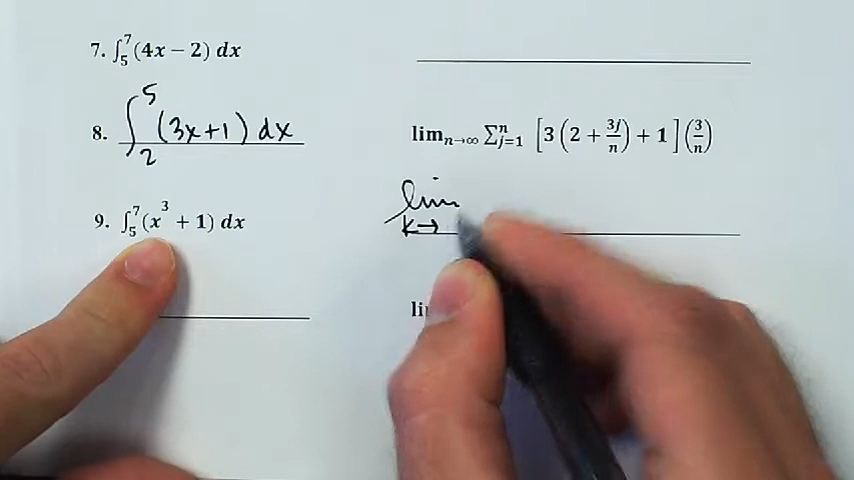 7. ∫₅⁷(4x − 2) dx
8. ∫₂⁵ (3x+1) dx lim_{n→∞} ∑ⁿ_{j=1} [3(2 + 3j/n) + 1](3/n)
9. ∫₅⁷(x³ + 1) dx lim k→